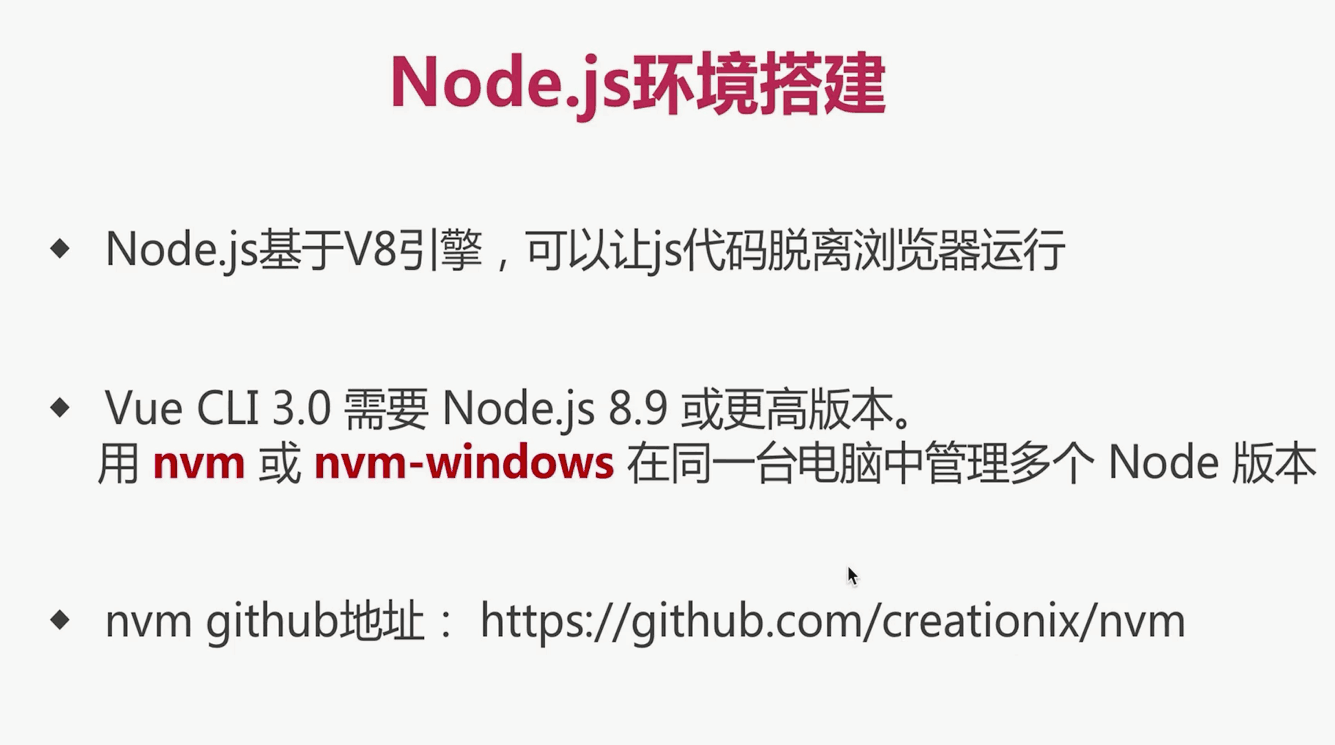 Node.js环境搭建
◆ Node.js基于V8引擎，可以让js代码脱离浏览器运行
◆ Vue CLI 3.0 需要 Node.js 8.9 或更高版本。
用 nvm 或 nvm-windows 在同一台电脑中管理多个 Node 版本
◆ nvm github地址： https://github.com/creationix/nvm